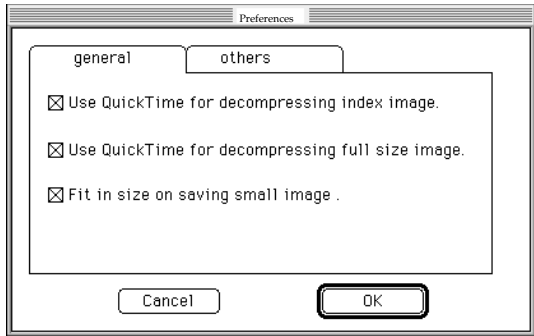 Preferences
general others
Use QuickTime for decompressing index image.
Use QuickTime for decompressing full size image.
Fit in size on saving small image .
Cancel OK